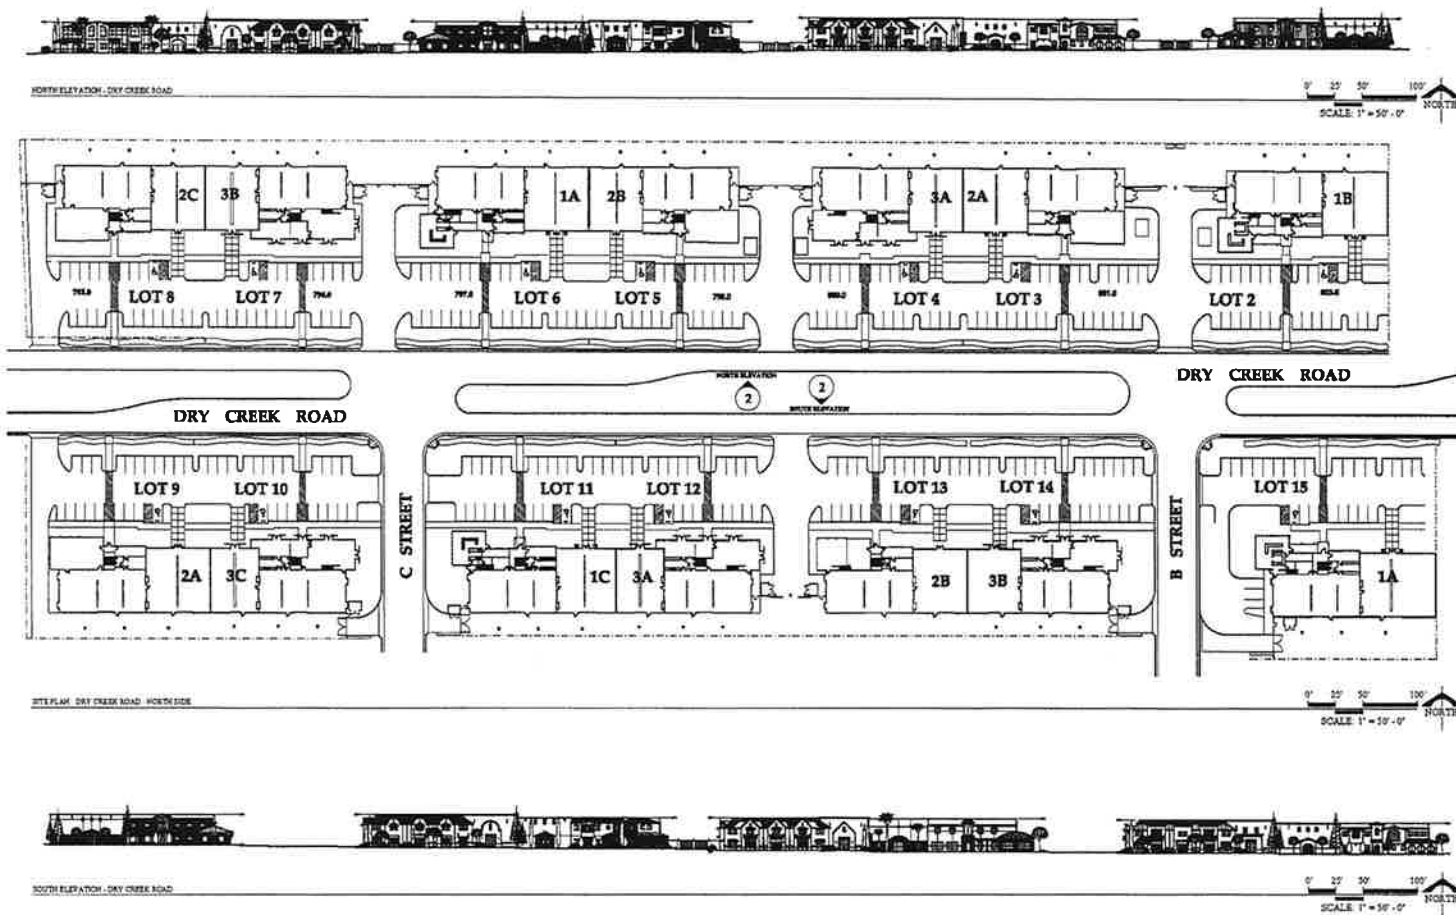 NORTH ELEVATION - DRY CREEK ROAD
0' 25' 50' 100'
NORTH
SCALE: 1" = 50' - 0"
2C 3B 1A 2B 3A 2A 1B
LOT 8 LOT 7 LOT 6 LOT 5 LOT 4 LOT 3 LOT 2
NORTH ELEVATION
2
2
SOUTH ELEVATION
DRY CREEK ROAD
DRY CREEK ROAD
LOT 9 LOT 10 LOT 11 LOT 12 LOT 13 LOT 14 LOT 15
C STREET
B STREET
2A 3C 1C 3A 2B 3B 1A
SITE PLAN DRY CREEK ROAD NORTH SIDE
0' 25' 50' 100'
NORTH
SCALE: 1" = 50' - 0"
SOUTH ELEVATION - DRY CREEK ROAD
0' 25' 50' 100'
NORTH
SCALE: 1" = 50' - 0"